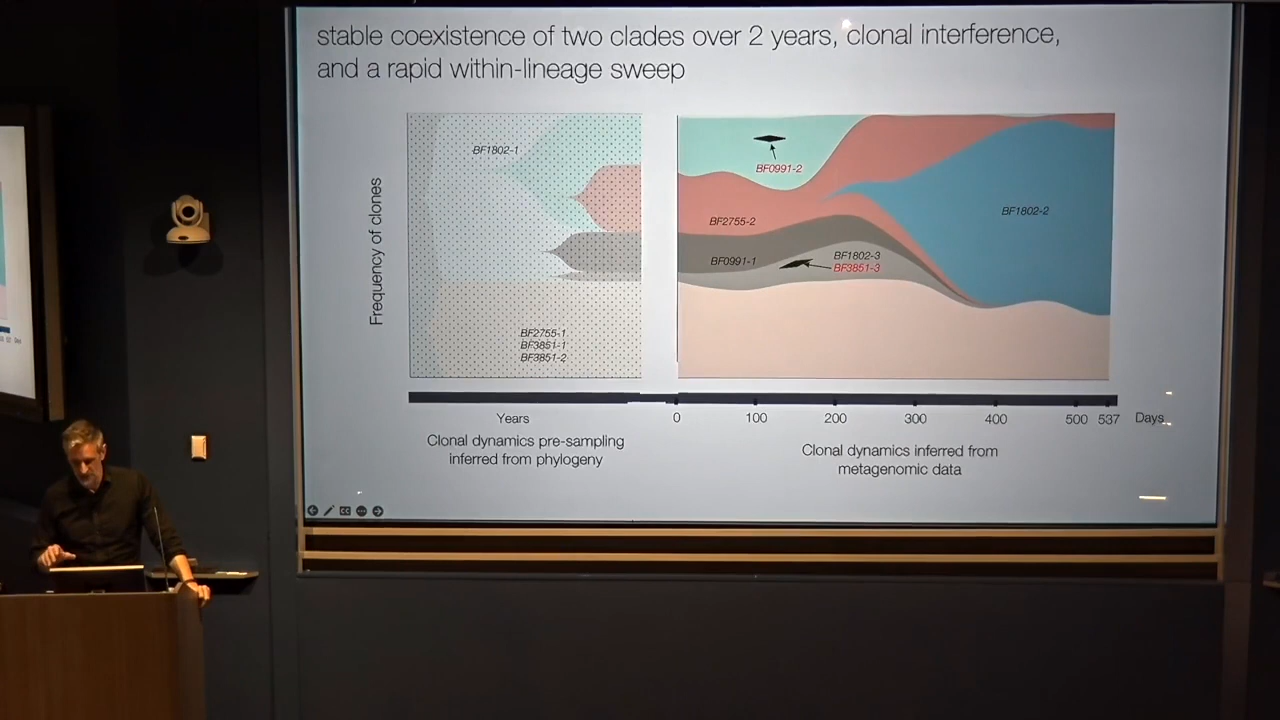 stable coexistence of two clades over 2 years, clonal interference,
and a rapid within-lineage sweep
Frequency of clones
BF1802-1
BF2755-1
BF3851-1
BF3851-2
BF0991-2
BF2755-2
BF0991-1
BF1802-3
BF3851-3
BF1802-2
Years
0 100 200 300 400 500 537 Days
Clonal dynamics pre-sampling
inferred from phylogeny
Clonal dynamics inferred from
metagenomic data